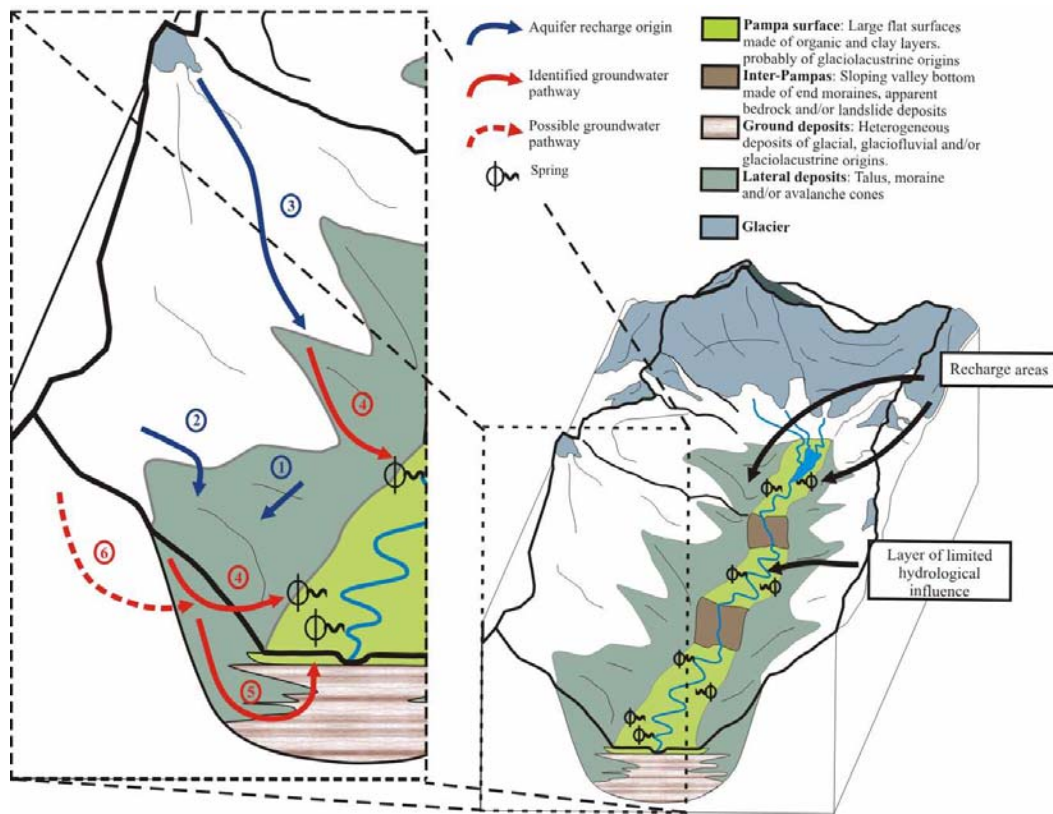 Aquifer recharge origin
Identified groundwater
pathway
Possible groundwater
pathway
Spring
Pampa surface: Large flat surfaces
made of organic and clay layers.
probably of glaciolacustrine origins
Inter-Pampas: Sloping valley bottom
made of end moraines, apparent
bedrock and/or landslide deposits
Ground deposits: Heterogeneous
deposits of glacial, glaciofluvial and/or
glaciolacustrine origins.
Lateral deposits: Talus, moraine
and/or avalanche cones
Glacier
3
2
1
4
6
4
5
Recharge areas
Layer of limited
hydrological
influence